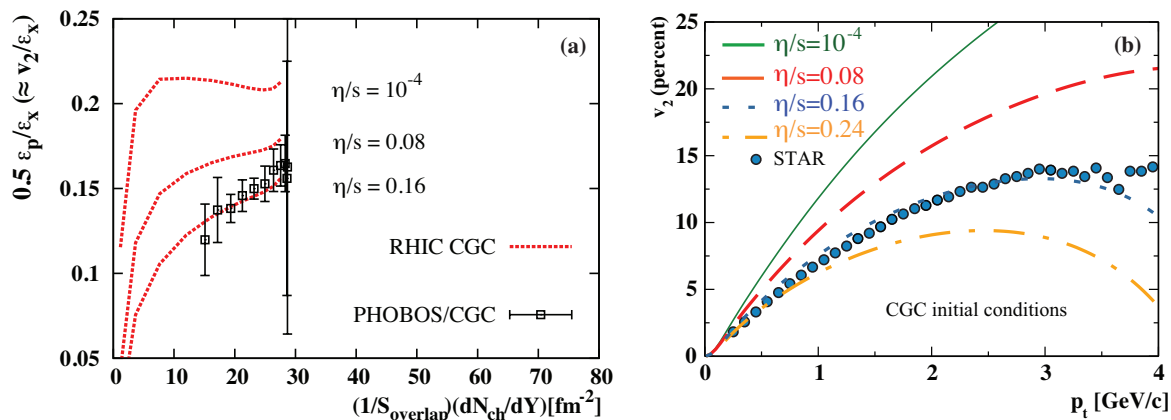 0.25
0.2
0.15
0.1
0.05
0.5 ε_p/ε_x (≈ v_2/ε_x)
(a)
η/s = 10^-4
η/s = 0.08
η/s = 0.16
RHIC CGC
PHOBOS/CGC
0 10 20 30 40 50 60 70 80
(1/S_overlap)(dN_ch/dY)[fm^-2]
25
20
15
10
5
0
v_2 (percent)
(b)
η/s=10^-4
η/s=0.08
η/s=0.16
η/s=0.24
STAR
CGC initial conditions
0 1 2 3 4
p_t [GeV/c]